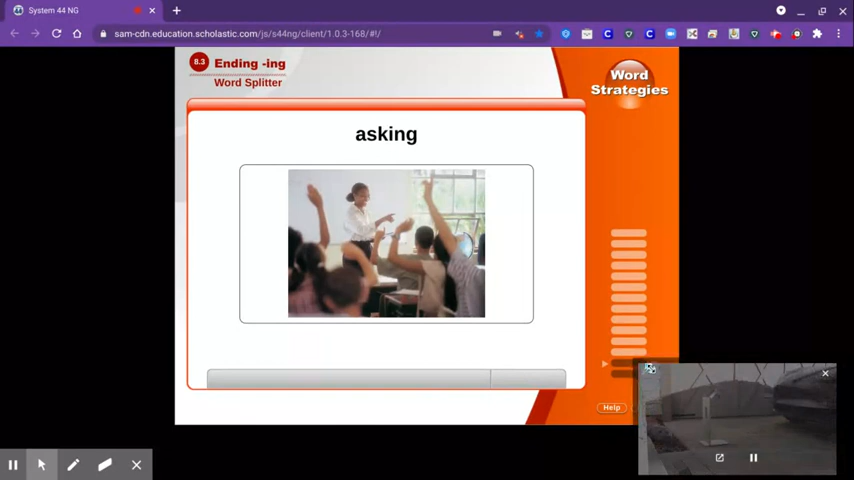 System 44 NG
sam-cdn.education.scholastic.com/js/s44ng/client/1.0.3-168/#!/
8.3 Ending -ing
Word Splitter
Word
Strategies
asking
Help